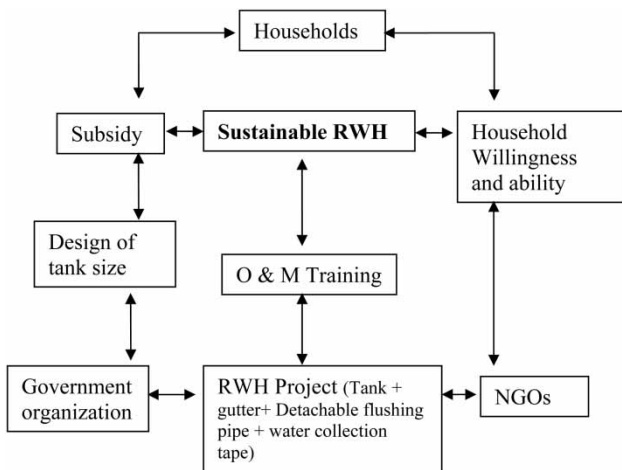 Households
Subsidy
Sustainable RWH
Household
Willingness
and ability
Design of
tank size
O & M Training
Government
organization
RWH Project (Tank +
gutter+ Detachable flushing
pipe + water collection
tape)
NGOs